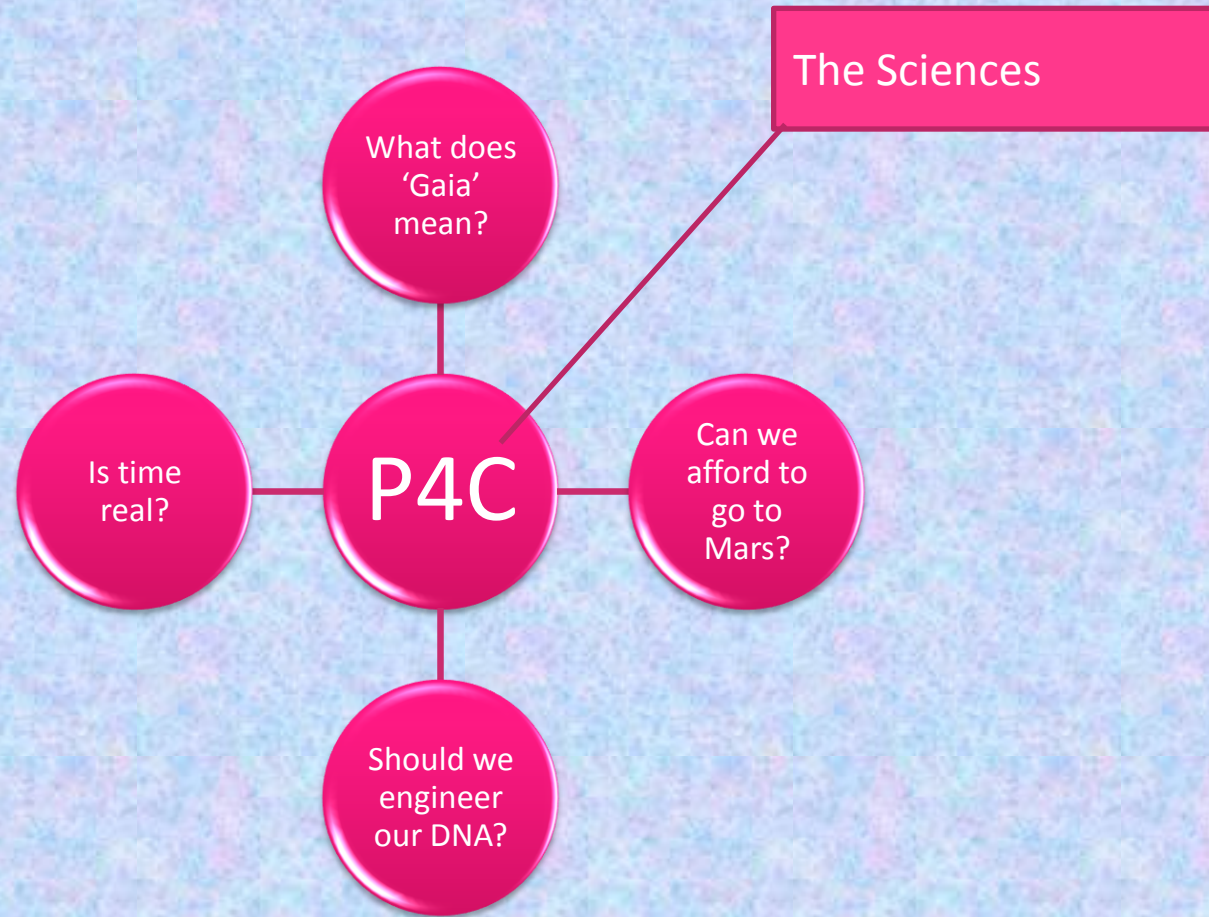 The Sciences
What does
‘Gaia’
mean?
Is time
real?
P4C
Can we
afford to
go to
Mars?
Should we
engineer
our DNA?